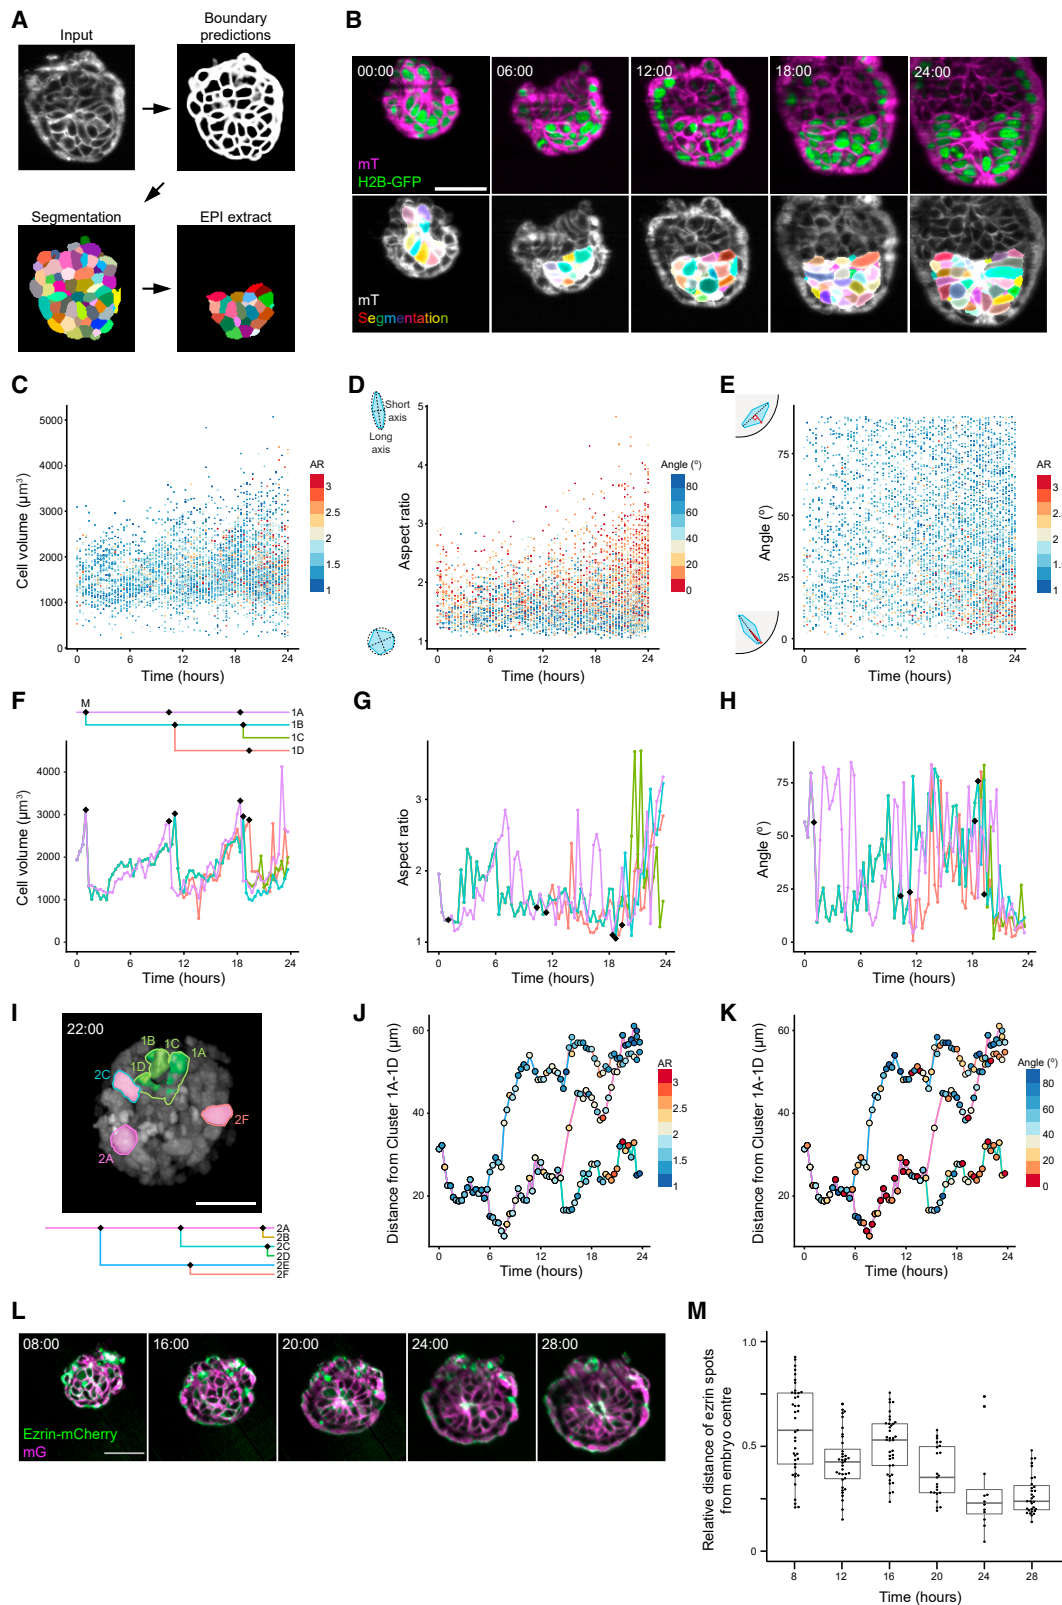 A
Input
Boundary
predictions
Segmentation
EPI extract
B
00:00
06:00
12:00
18:00
24:00
mT
H2B-GFP
mT
Segmentation
C
Cell volume (µm³)
5000
4000
3000
2000
1000
0
0 6 12 18 24
Time (hours)
AR
3
2.5
2
1.5
1
D
Short
axis
Long
axis
Aspect ratio
5
4
3
2
1
0 6 12 18 24
Time (hours)
Angle (º)
80
60
40
20
0
E
Angle (º)
75
50
25
0
0 6 12 18 24
Time (hours)
AR
3
2.5
2
1.5
1
F
M
1A
1B
1C
1D
Cell volume (µm³)
4000
3000
2000
1000
0
0 6 12 18 24
Time (hours)
G
Aspect ratio
3
2
1
0 6 12 18 24
Time (hours)
H
Angle (º)
75
50
25
0
0 6 12 18 24
Time (hours)
I
22:00
1B 1C
1A
1D
2C
2F
2A
2A
2B
2C
2D
2E
2F
J
Distance from Cluster 1A-1D (µm)
60
40
20
0 6 12 18 24
Time (hours)
AR
3
2.5
2
1.5
1
K
Distance from Cluster 1A-1D (µm)
60
40
20
0 6 12 18 24
Time (hours)
Angle (º)
80
60
40
20
0
L
08:00
16:00
20:00
24:00
28:00
Ezrin-mCherry
mG
M
Relative distance of ezrin spots
from embryo centre
1.0
0
8 12 16 20 24 28
Time (hours)